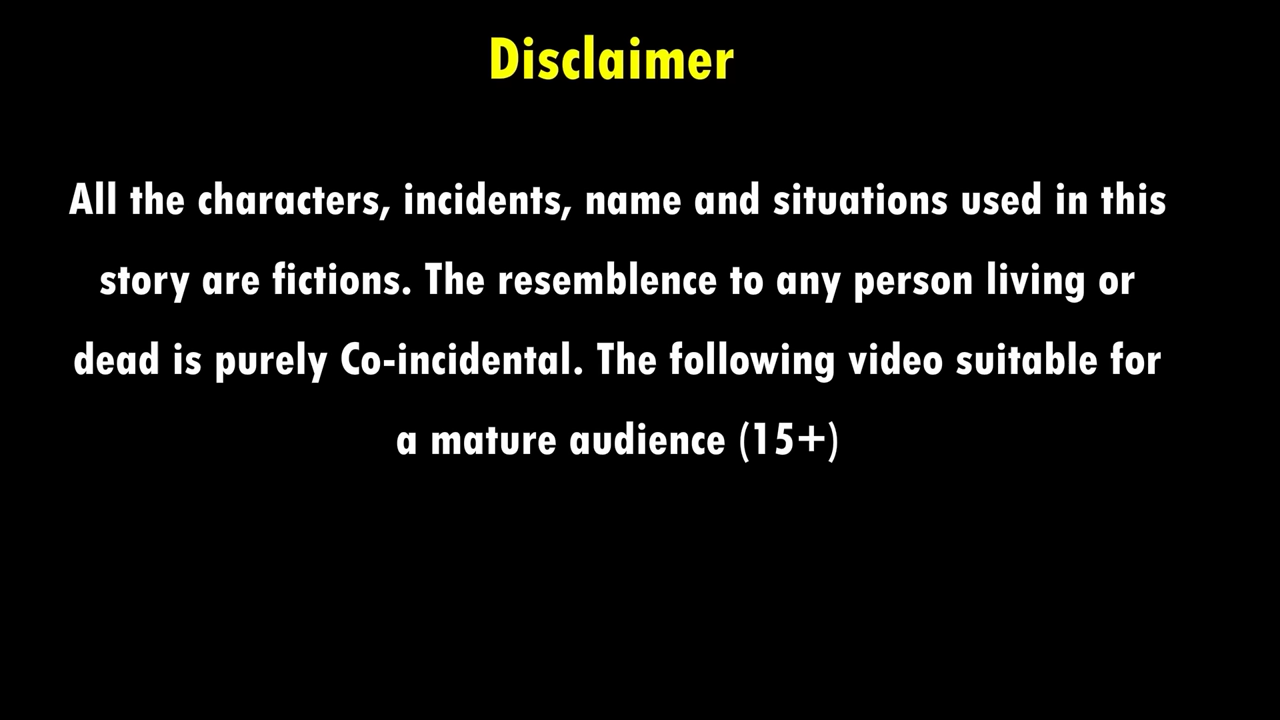 Disclaimer
All the characters, incidents, name and situations used in this
story are fictions. The resemblence to any person living or
dead is purely Co-incidental. The following video suitable for
a mature audience (15+)